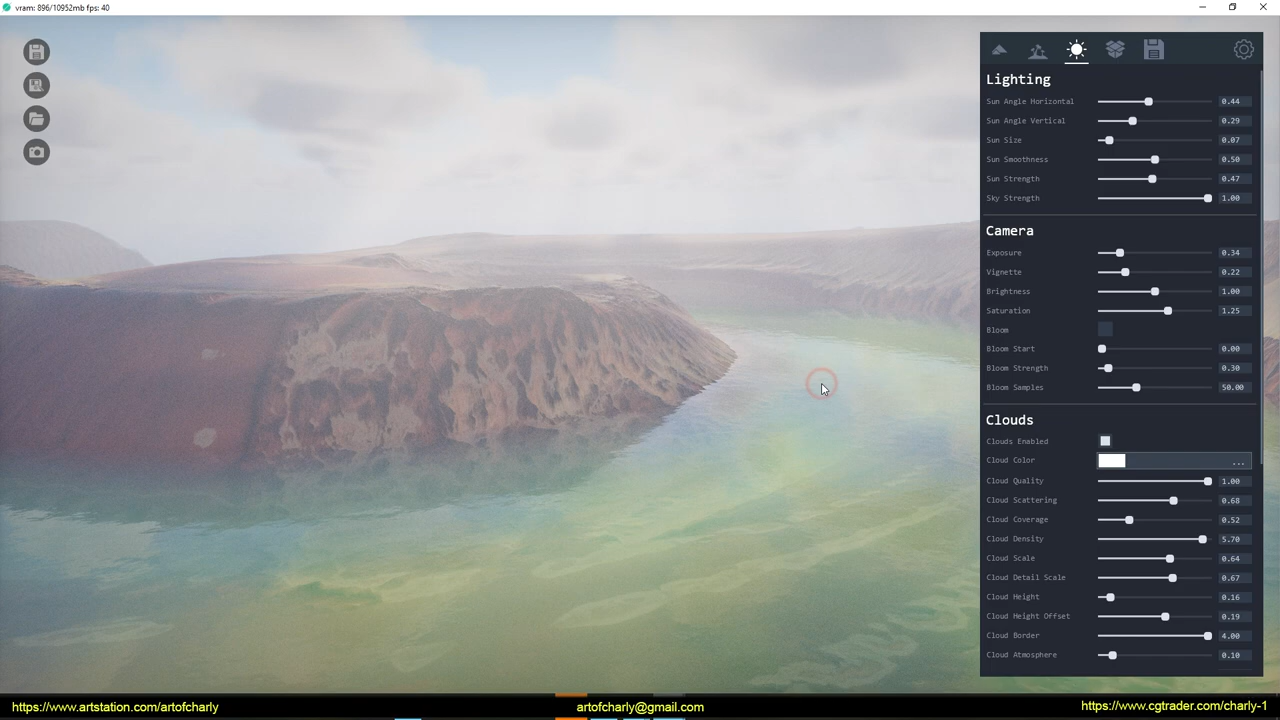 vram: 896/10952mb fps: 40
Lighting
Sun Angle Horizontal 0.44
Sun Angle Vertical 0.29
Sun Size 0.07
Sun Smoothness 0.50
Sun Strength 0.47
Sky Strength 1.00
Camera
Exposure 0.34
Vignette 0.22
Brightness 1.00
Saturation 1.25
Bloom
Bloom Start 0.00
Bloom Strength 0.30
Bloom Samples 50.00
Clouds
Clouds Enabled
Cloud Color ...
Cloud Quality 1.00
Cloud Scattering 0.68
Cloud Coverage 0.52
Cloud Density 5.70
Cloud Scale 0.64
Cloud Detail Scale 0.67
Cloud Height 0.16
Cloud Height Offset 0.19
Cloud Border 4.00
Cloud Atmosphere 0.10
https://www.artstation.com/artofcharly artofcharly@gmail.com https://www.cgtrader.com/charly-1